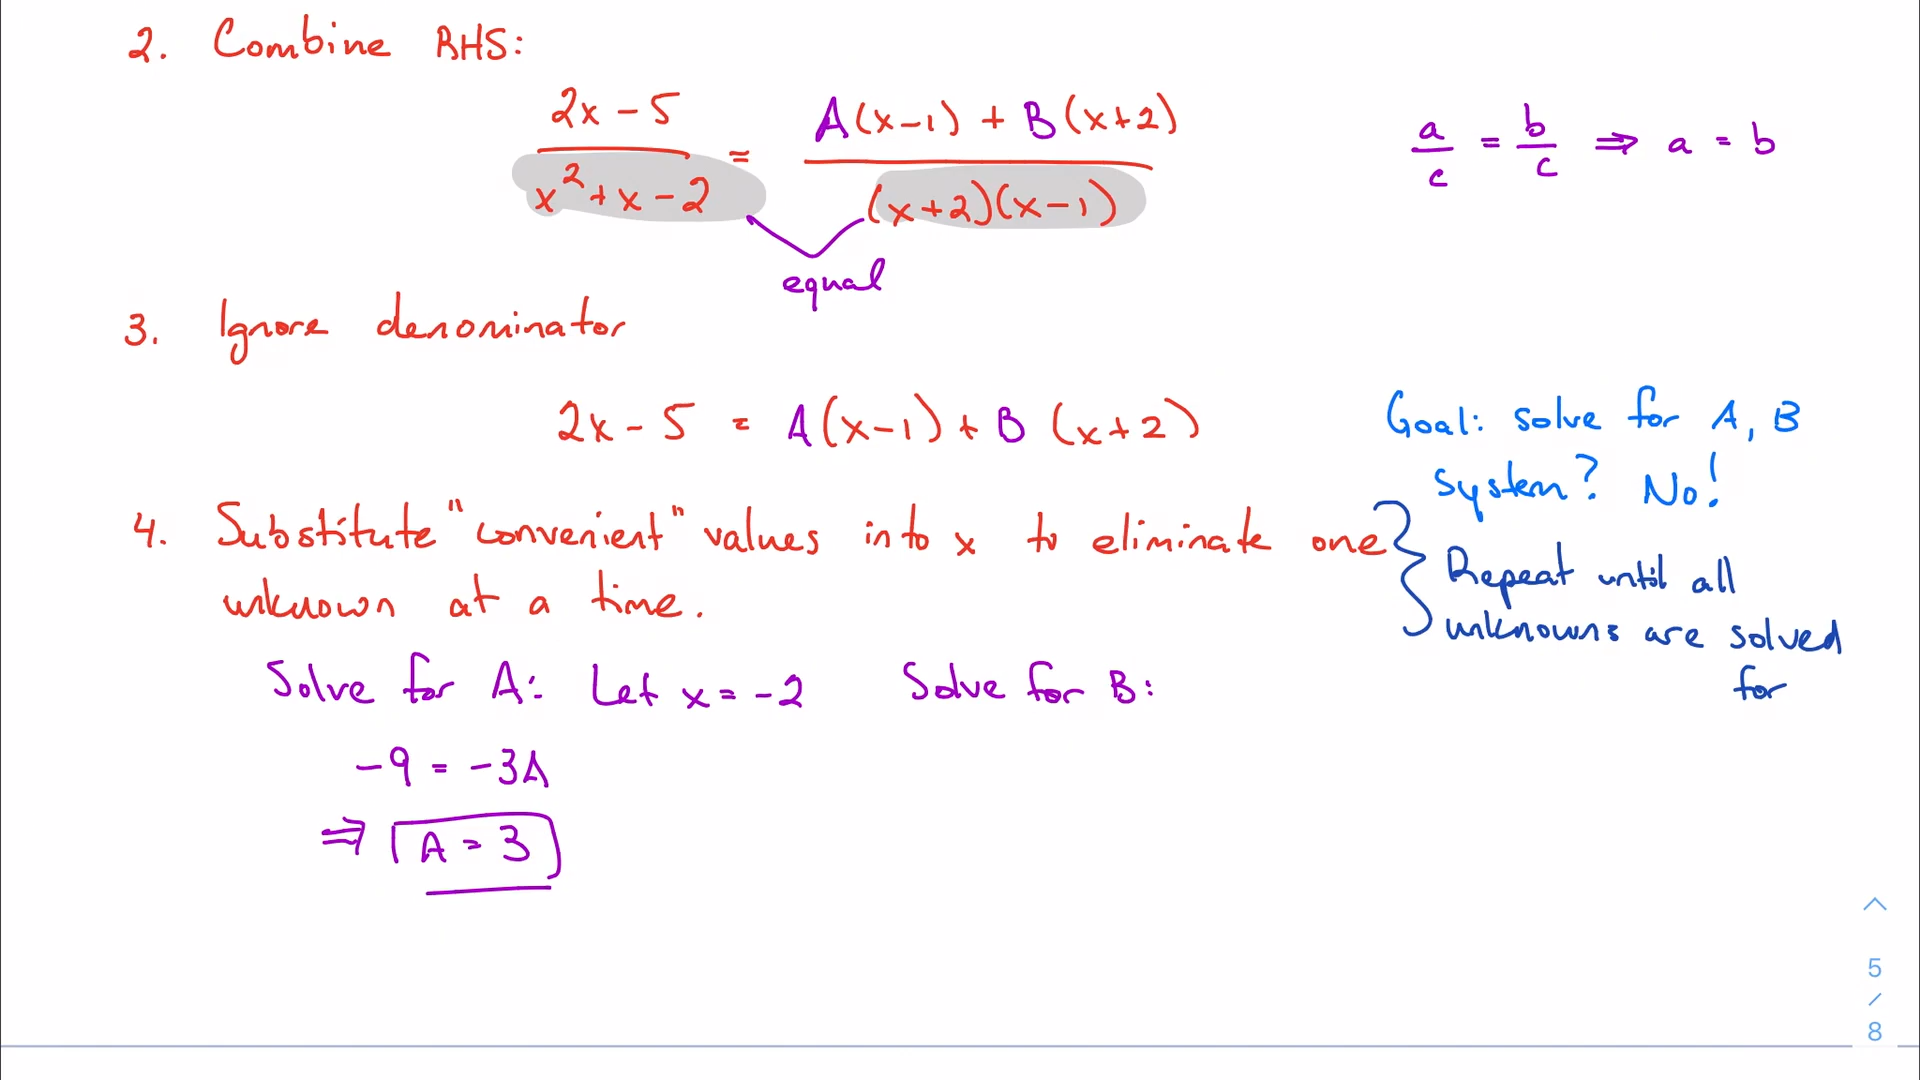 2. Combine RHS:
2x - 5 / x² + x - 2 = A(x-1) + B(x+2) / (x+2)(x-1)
a/c = b/c ⇒ a = b
equal
3. Ignore denominator
2x - 5 = A(x-1) + B(x+2)
Goal: solve for A, B
system? No!
4. Substitute "convenient" values into x to eliminate one
unknown at a time.
Repeat until all
unknowns are solved
for
Solve for A: Let x = -2
Solve for B:
-9 = -3A
⇒ A = 3
5
/
8